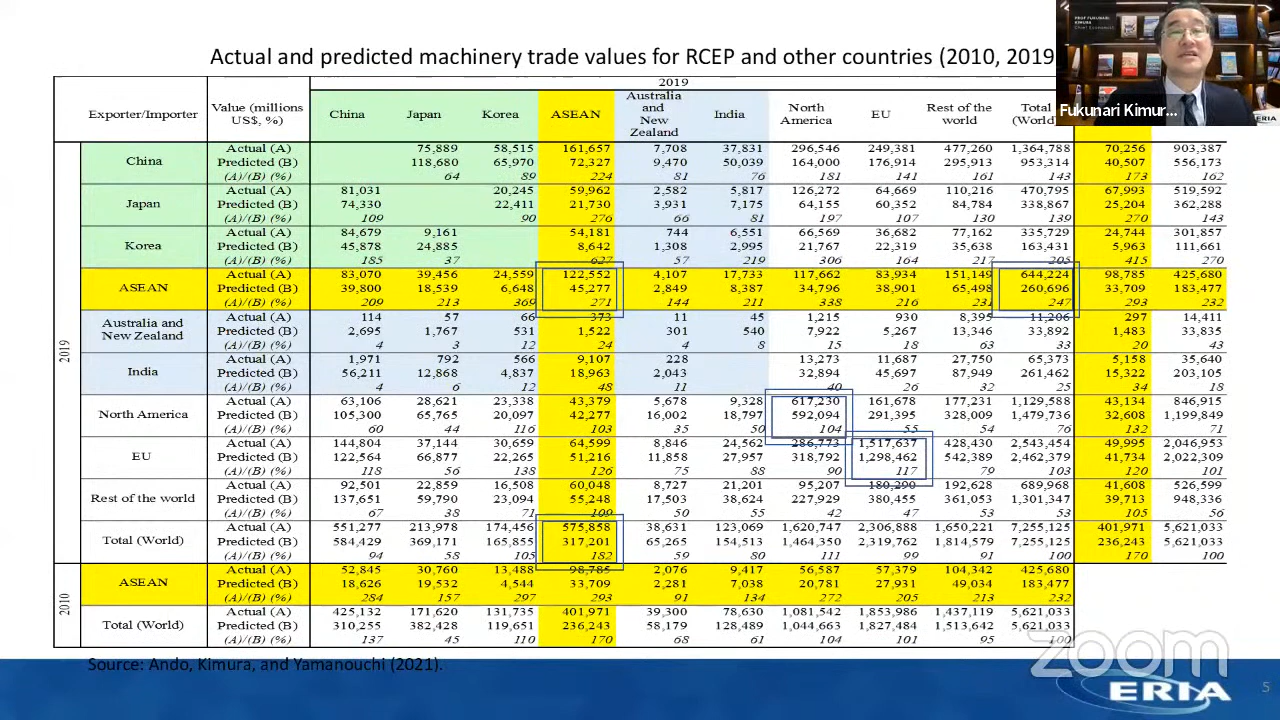 Actual and predicted machinery trade values for RCEP and other countries (2010, 2019
PROF FUKUNARI
KIMURA
Fukunari Kimur...
ERIA
2019
Exporter/Importer Value (millions US$, %) China Japan Korea ASEAN Australia and New Zealand India North America EU Rest of the world Total (World)
2019
China Actual (A) 75,889 58,515 161,657 7,708 37,831 296,546 249,381 477,260 1,364,788 70,256 903,387
Predicted (B) 118,680 65,970 72,327 9,470 50,039 164,000 176,914 295,913 953,314 40,507 556,173
(A)/(B) (%) 64 89 224 81 76 181 141 161 143 173 162
Japan Actual (A) 81,031 20,245 59,962 2,582 5,817 126,272 64,669 110,216 470,795 67,993 519,592
Predicted (B) 74,330 22,411 21,730 3,931 7,175 64,155 60,352 84,784 338,867 25,204 362,288
(A)/(B) (%) 109 90 276 66 81 197 107 130 139 270 143
Korea Actual (A) 84,679 9,161 54,181 744 6,551 66,569 36,682 77,162 335,729 24,744 301,857
Predicted (B) 45,878 24,885 8,642 1,308 2,995 21,767 22,319 35,638 163,431 5,963 111,661
(A)/(B) (%) 185 37 627 57 219 306 164 217 205 415 270
ASEAN Actual (A) 83,070 39,456 24,559 122,552 4,107 17,733 117,662 83,934 151,149 644,224 98,785 425,680
Predicted (B) 39,800 18,539 6,648 45,277 2,849 8,387 34,796 38,901 65,498 260,696 33,709 183,477
(A)/(B) (%) 209 213 369 271 144 211 338 216 231 247 293 232
Australia and New Zealand Actual (A) 114 57 66 373 11 45 1,215 930 8,395 11,206 297 14,411
Predicted (B) 2,695 1,767 531 1,522 301 540 7,922 5,267 13,346 33,892 1,483 33,835
(A)/(B) (%) 4 3 12 24 4 8 15 18 63 33 20 43
India Actual (A) 1,971 792 566 9,107 228 13,273 11,687 27,750 65,373 5,158 35,640
Predicted (B) 56,211 12,868 4,837 18,963 2,043 32,894 45,697 87,949 261,462 15,322 203,105
(A)/(B) (%) 4 6 12 48 11 40 26 32 25 34 18
North America Actual (A) 63,106 28,621 23,338 43,379 5,678 9,328 617,230 161,678 177,231 1,129,588 43,134 846,915
Predicted (B) 105,300 65,765 20,097 42,277 16,002 18,797 592,094 291,395 328,009 1,479,736 32,608 1,199,849
(A)/(B) (%) 60 44 116 103 35 50 104 55 54 76 132 71
EU Actual (A) 144,804 37,144 30,659 64,599 8,846 24,562 286,773 1,517,637 428,430 2,543,454 49,995 2,046,953
Predicted (B) 122,564 66,877 22,265 51,216 11,858 27,957 318,792 1,298,462 542,389 2,462,379 41,734 2,022,309
(A)/(B) (%) 118 56 138 126 75 88 90 117 79 103 120 101
Rest of the world Actual (A) 92,501 22,859 16,508 60,048 8,727 21,201 95,207 180,290 192,628 689,968 41,608 526,599
Predicted (B) 137,651 59,790 23,094 55,248 17,503 38,624 227,929 380,455 361,053 1,301,347 39,713 948,336
(A)/(B) (%) 67 38 71 109 50 55 42 47 53 53 105 56
Total (World) Actual (A) 551,277 213,978 174,456 575,858 38,631 123,069 1,620,747 2,306,888 1,650,221 7,255,125 401,971 5,621,033
Predicted (B) 584,429 369,171 165,855 317,201 65,265 154,513 1,464,350 2,319,762 1,814,579 7,255,125 236,243 5,621,033
(A)/(B) (%) 94 58 105 182 59 80 111 99 91 100 170 100
2010
ASEAN Actual (A) 52,845 30,760 13,488 98,785 2,076 9,417 56,587 57,379 104,342 425,680
Predicted (B) 18,626 19,532 4,544 33,709 2,281 7,038 20,781 27,931 49,034 183,477
(A)/(B) (%) 284 157 297 293 91 134 272 205 213 232
Total (World) Actual (A) 425,132 171,620 131,735 401,971 39,300 78,630 1,081,542 1,853,986 1,437,119 5,621,033
Predicted (B) 310,255 382,428 119,651 236,243 58,179 128,489 1,044,663 1,827,484 1,513,642 5,621,033
(A)/(B) (%) 137 45 110 170 68 61 104 101 95 100
Source: Ando, Kimura, and Yamanouchi (2021).
zoom
ERIA
5